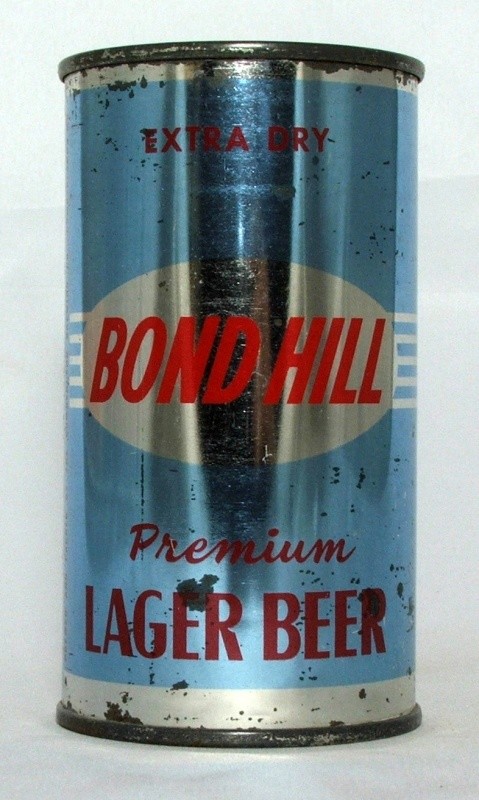 EXTRA DRY
BOND HILL
Premium
LAGER BEER